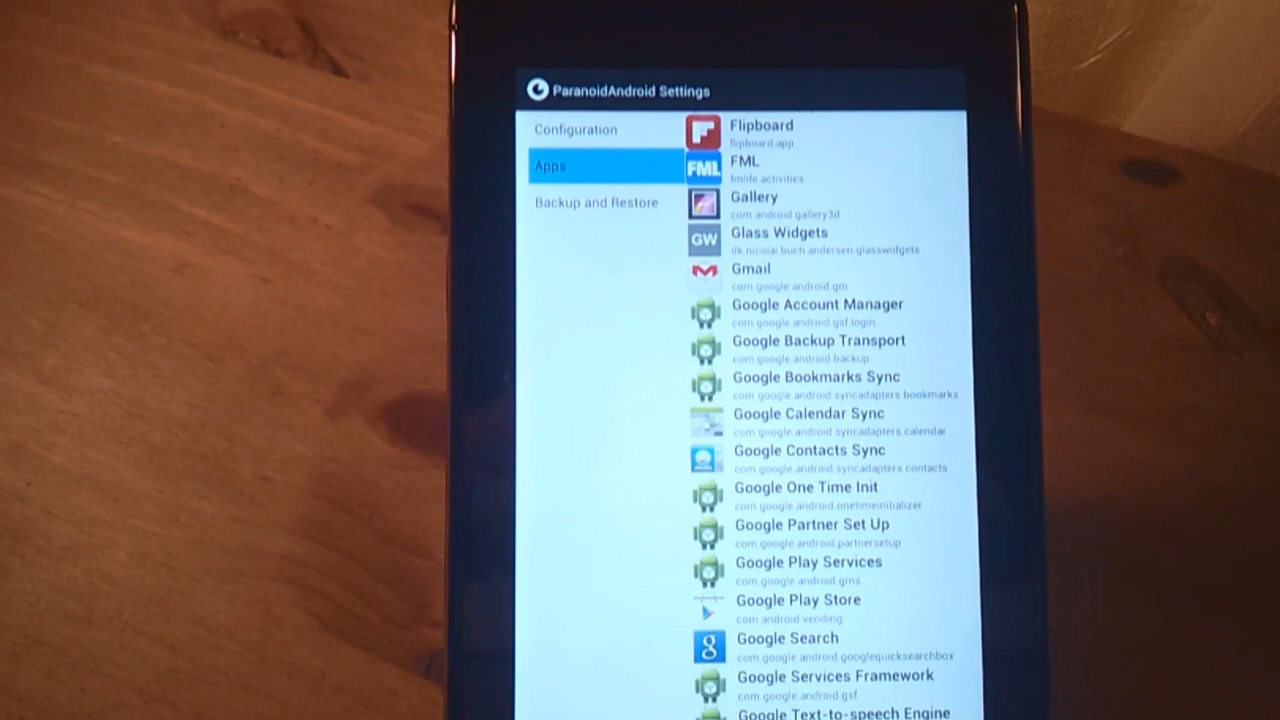 ParanoidAndroid Settings
Configuration
Apps
Backup and Restore
Flipboard
flipboard.app
FML
FML
fmlife.activities
Gallery
com.android.gallery3d
GW
Glass Widgets
dk.nicolai.buch.andersen.glasswidgets
Gmail
com.google.android.gm
Google Account Manager
com.google.android.gsf.login
Google Backup Transport
com.google.android.backup
Google Bookmarks Sync
com.google.android.syncadapters.bookmarks
Google Calendar Sync
com.google.android.syncadapters.calendar
Google Contacts Sync
com.google.android.syncadapters.contacts
Google One Time Init
com.google.android.onetimeinitializer
Google Partner Set Up
com.google.android.partnersetup
Google Play Services
com.google.android.gms
Google Play Store
com.android.vending
g
Google Search
com.google.android.googlequicksearchbox
Google Services Framework
com.google.android.gsf
Google Text-to-speech Engine